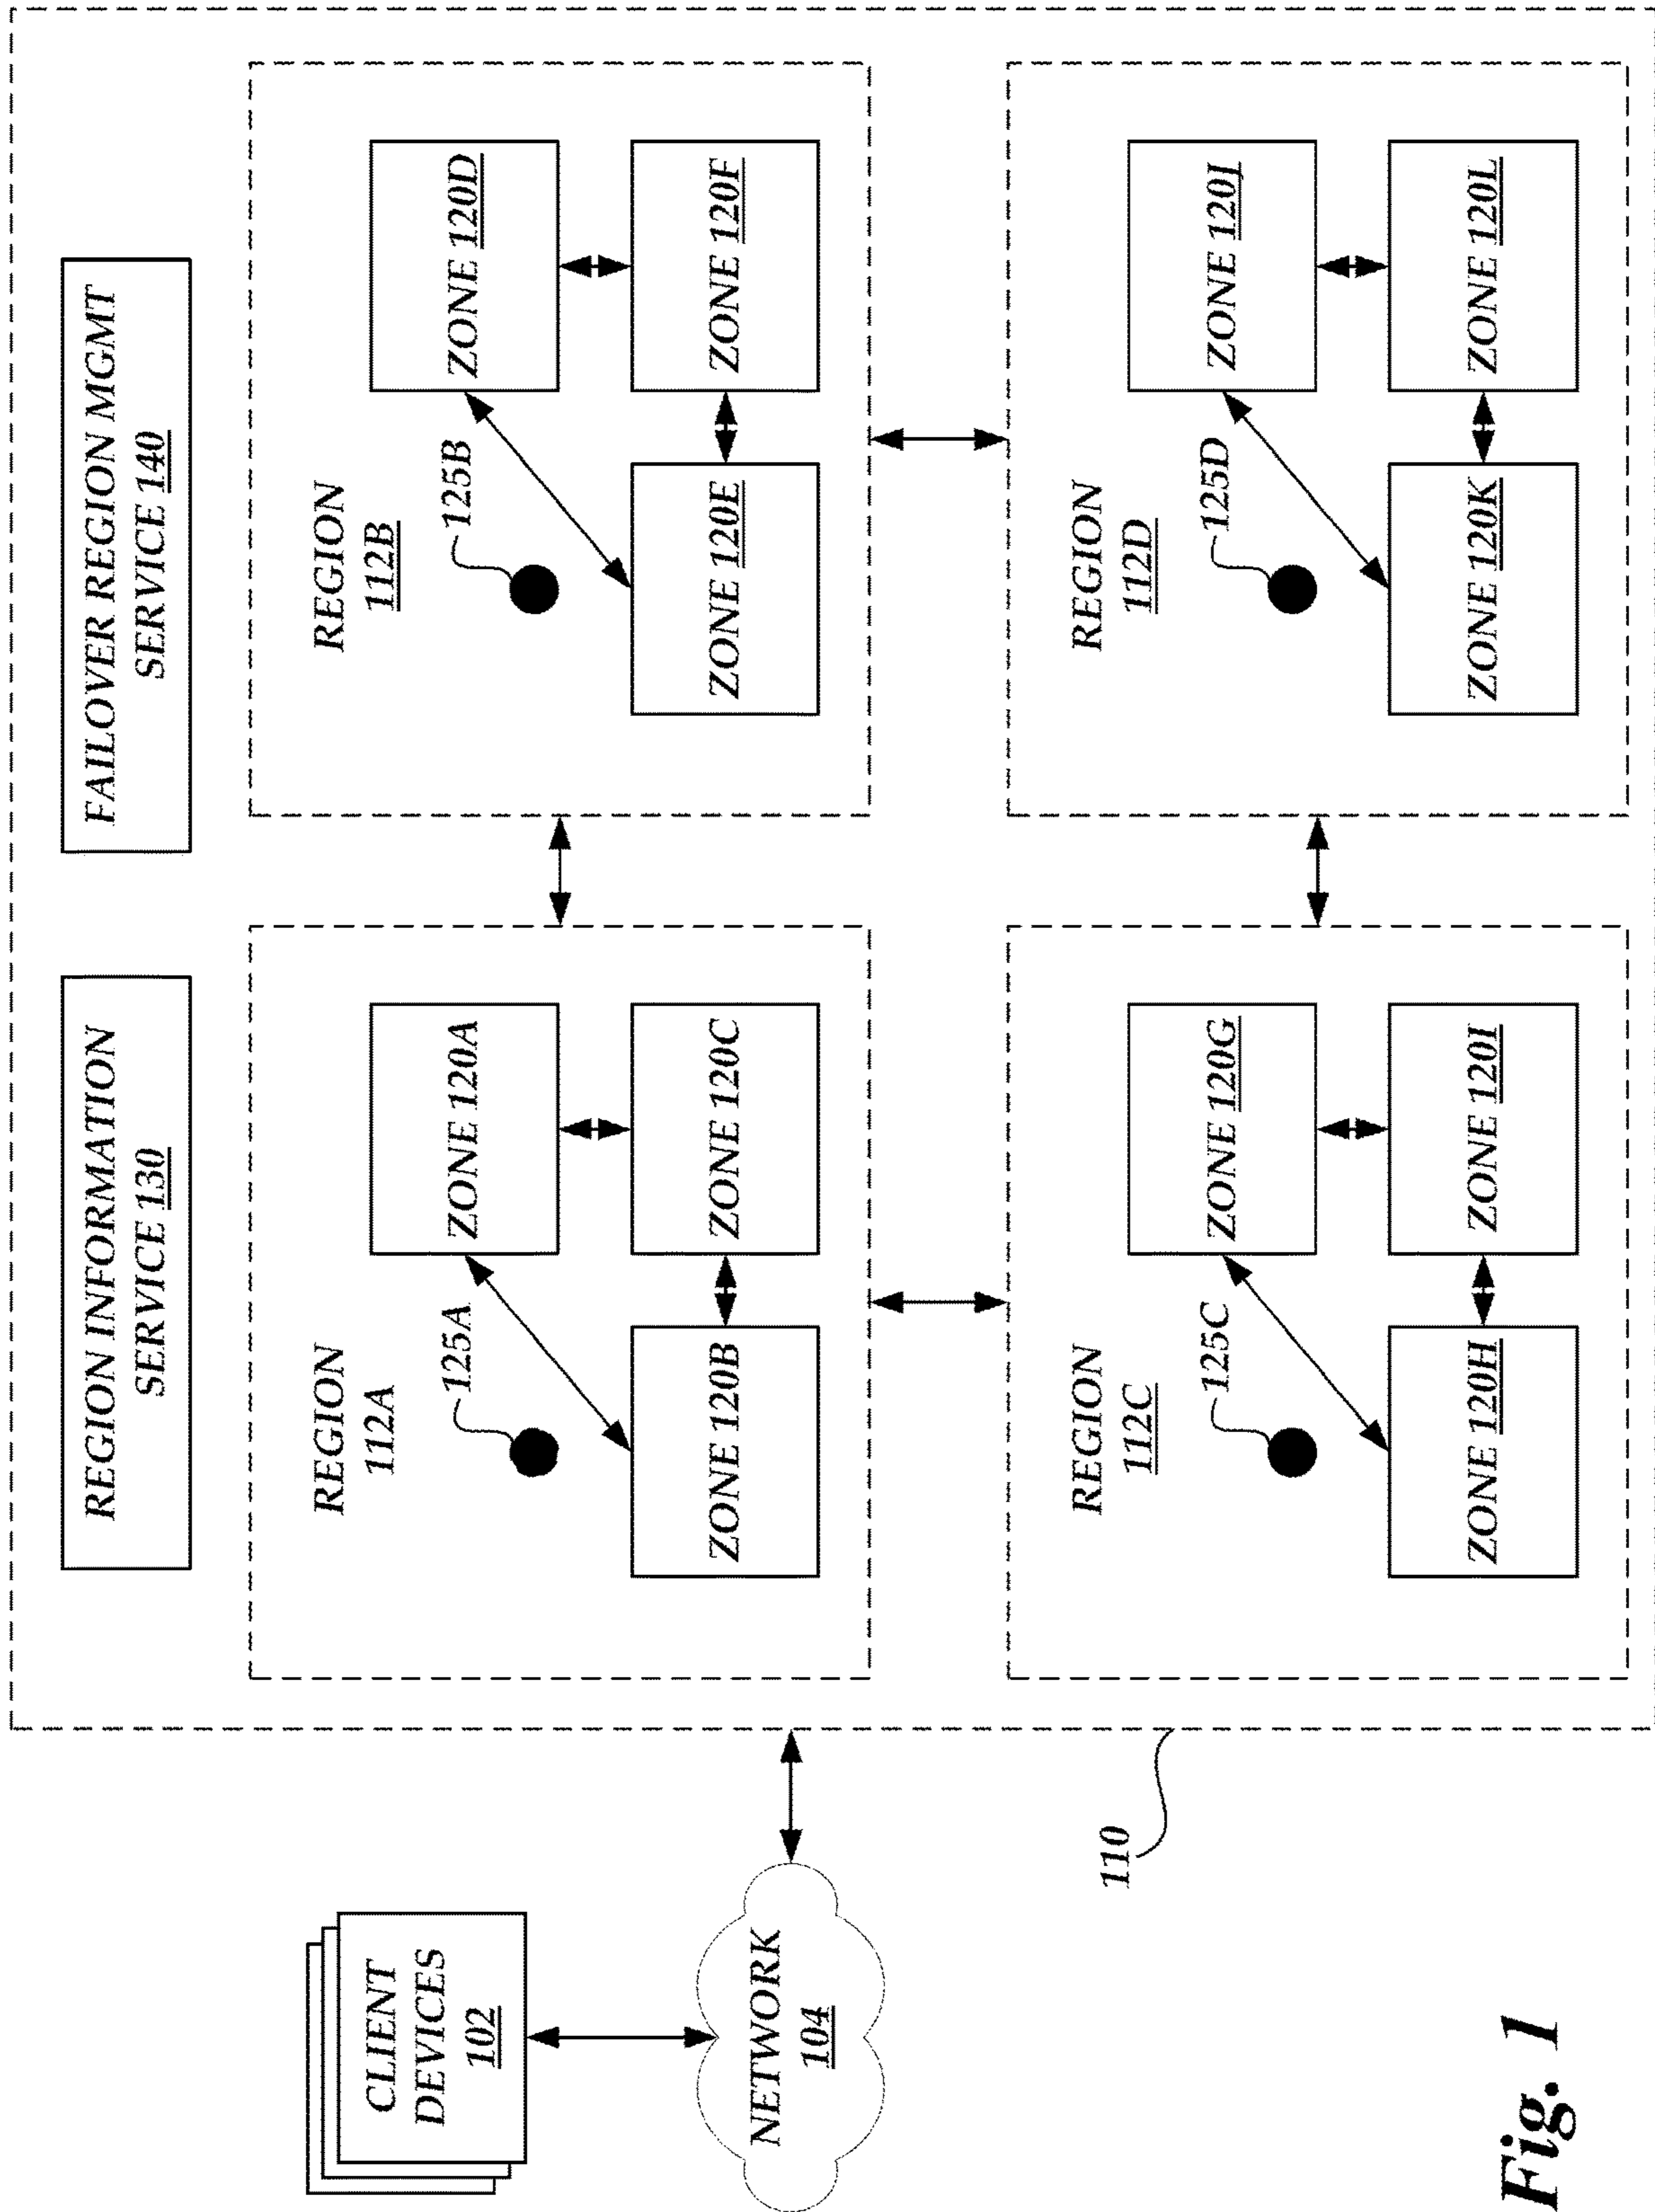 REGION INFORMATION
SERVICE 130
FAILOVER REGION MGMT
SERVICE 140
CLIENT
DEVICES
102
NETWORK
104
110
REGION
112A
125A
ZONE 120A
ZONE 120B
ZONE 120C
REGION
112B
125B
ZONE 120D
ZONE 120E
ZONE 120F
REGION
112C
125C
ZONE 120G
ZONE 120H
ZONE 120I
REGION
112D
125D
ZONE 120J
ZONE 120K
ZONE 120L
Fig. 1